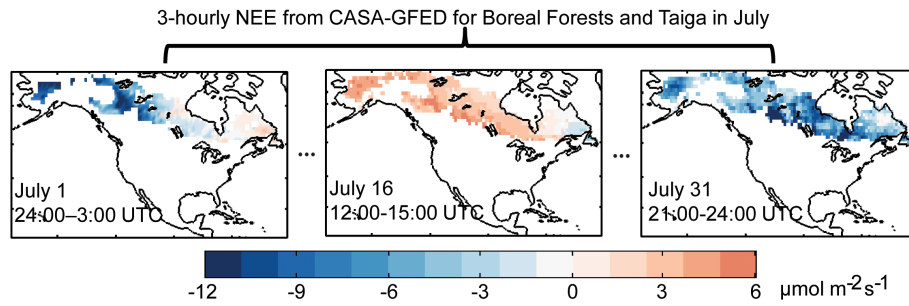 3-hourly NEE from CASA-GFED for Boreal Forests and Taiga in July
July 1
24:00–3:00 UTC
...
July 16
12:00-15:00 UTC
...
July 31
21:00-24:00 UTC
-12 -9 -6 -3 0 3 6 μmol m⁻²s⁻¹